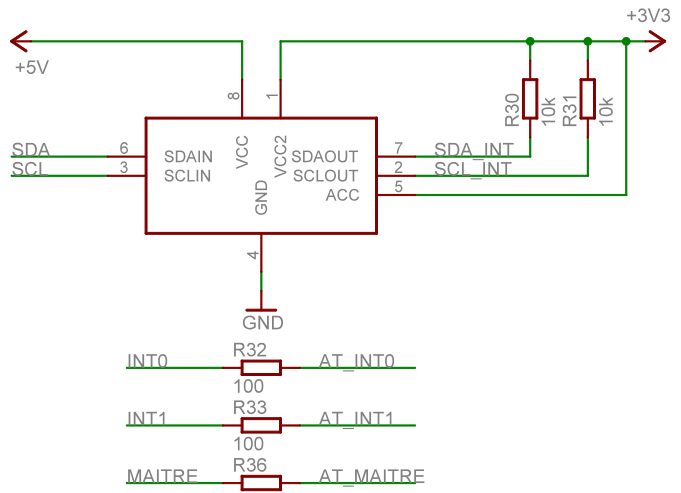 +3V3
+5V
8
1
R30
10k
R31
10k
SDA
6
SDAIN
VCC
VCC2
SDAOUT
7
SDA_INT
SCL
3
SCLIN
SCLOUT
2
SCL_INT
GND
ACC
5
4
GND
R32
INT0
AT_INT0
100
R33
INT1
AT_INT1
100
R36
MAITRE
AT_MAITRE